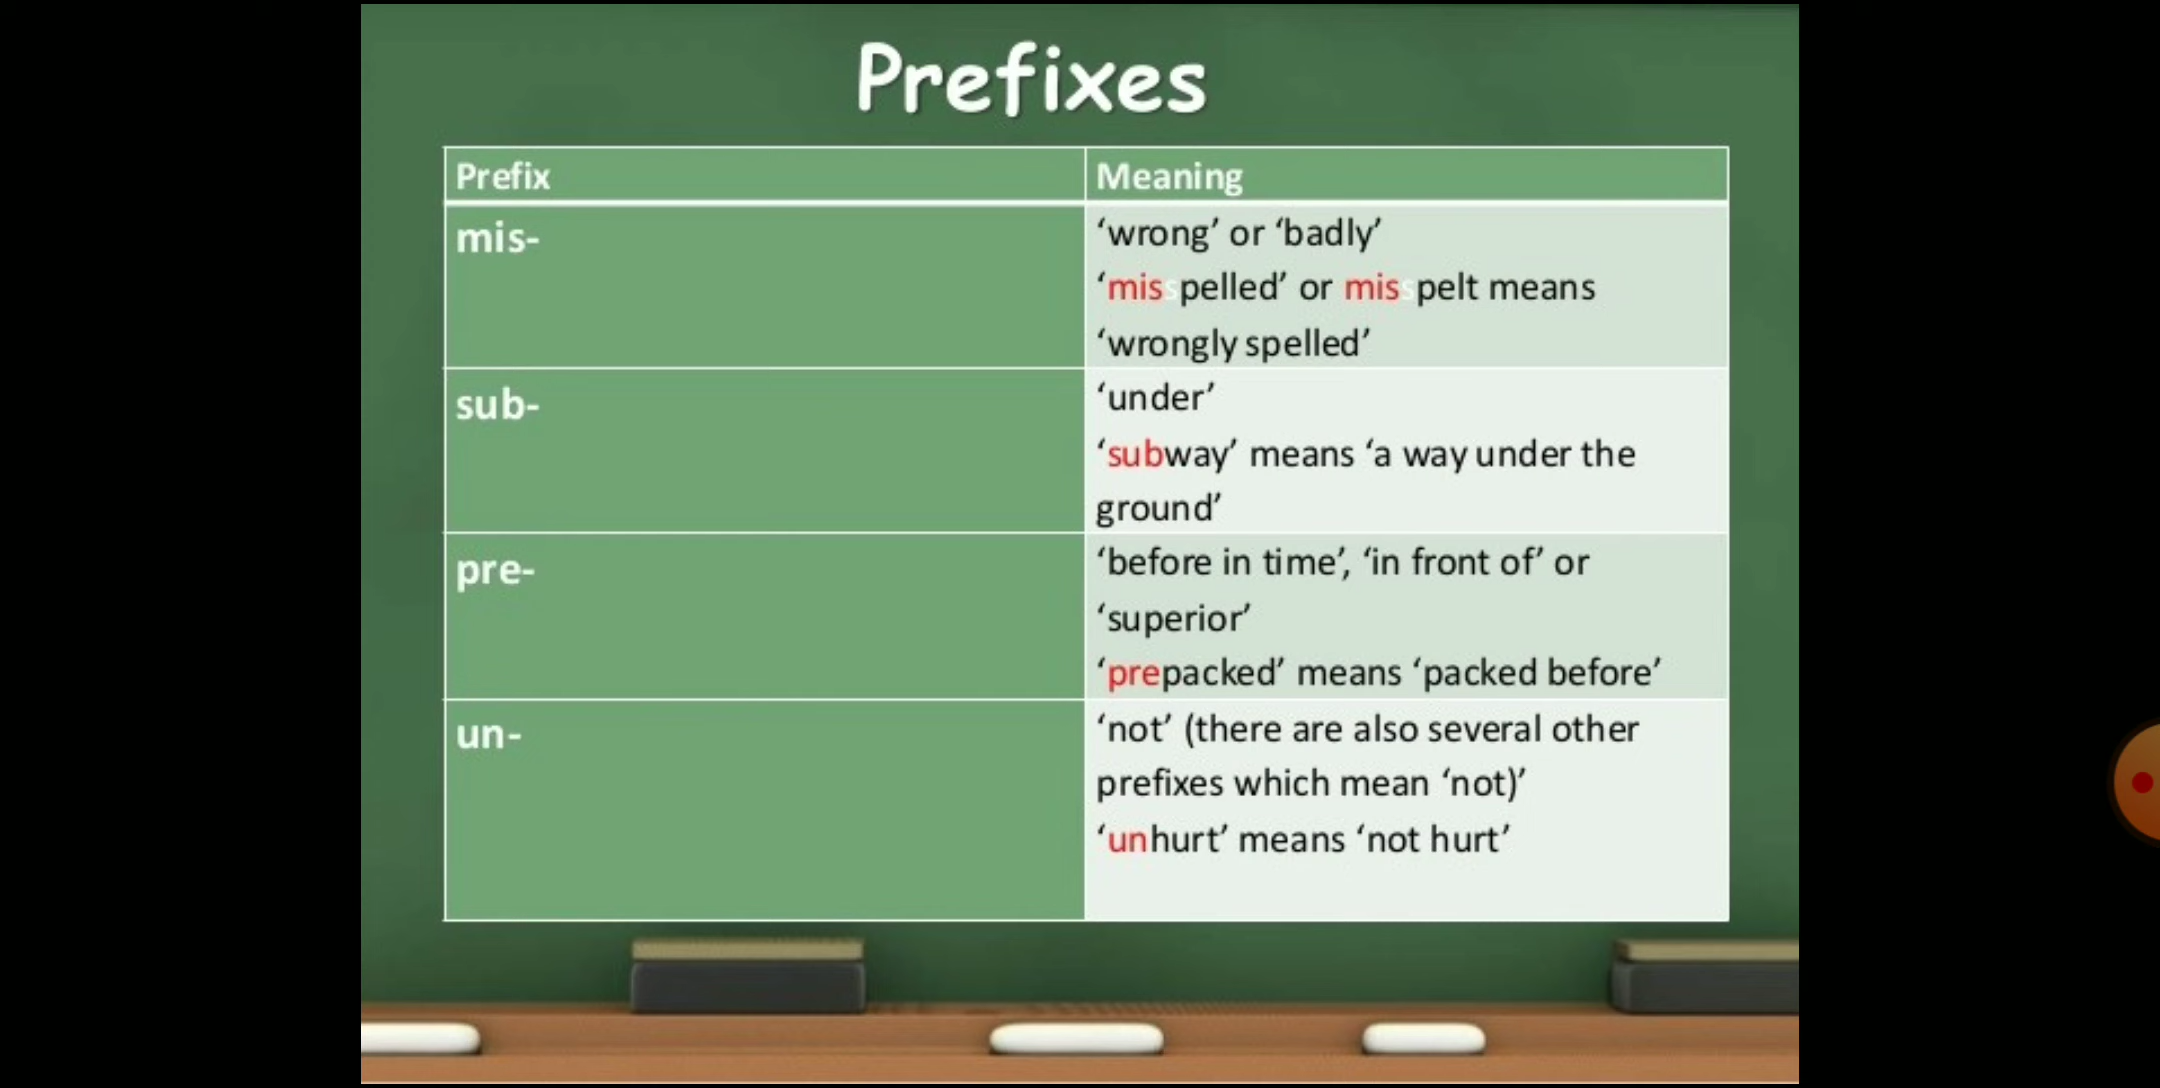 Prefixes
Prefix
Meaning
mis-
‘wrong’ or ‘badly’
‘misspelled’ or misspelt means
‘wrongly spelled’
sub-
‘under’
‘subway’ means ‘a way under the
ground’
pre-
‘before in time’, ‘in front of’ or
‘superior’
‘prepacked’ means ‘packed before’
un-
‘not’ (there are also several other
prefixes which mean ‘not)’
‘unhurt’ means ‘not hurt’